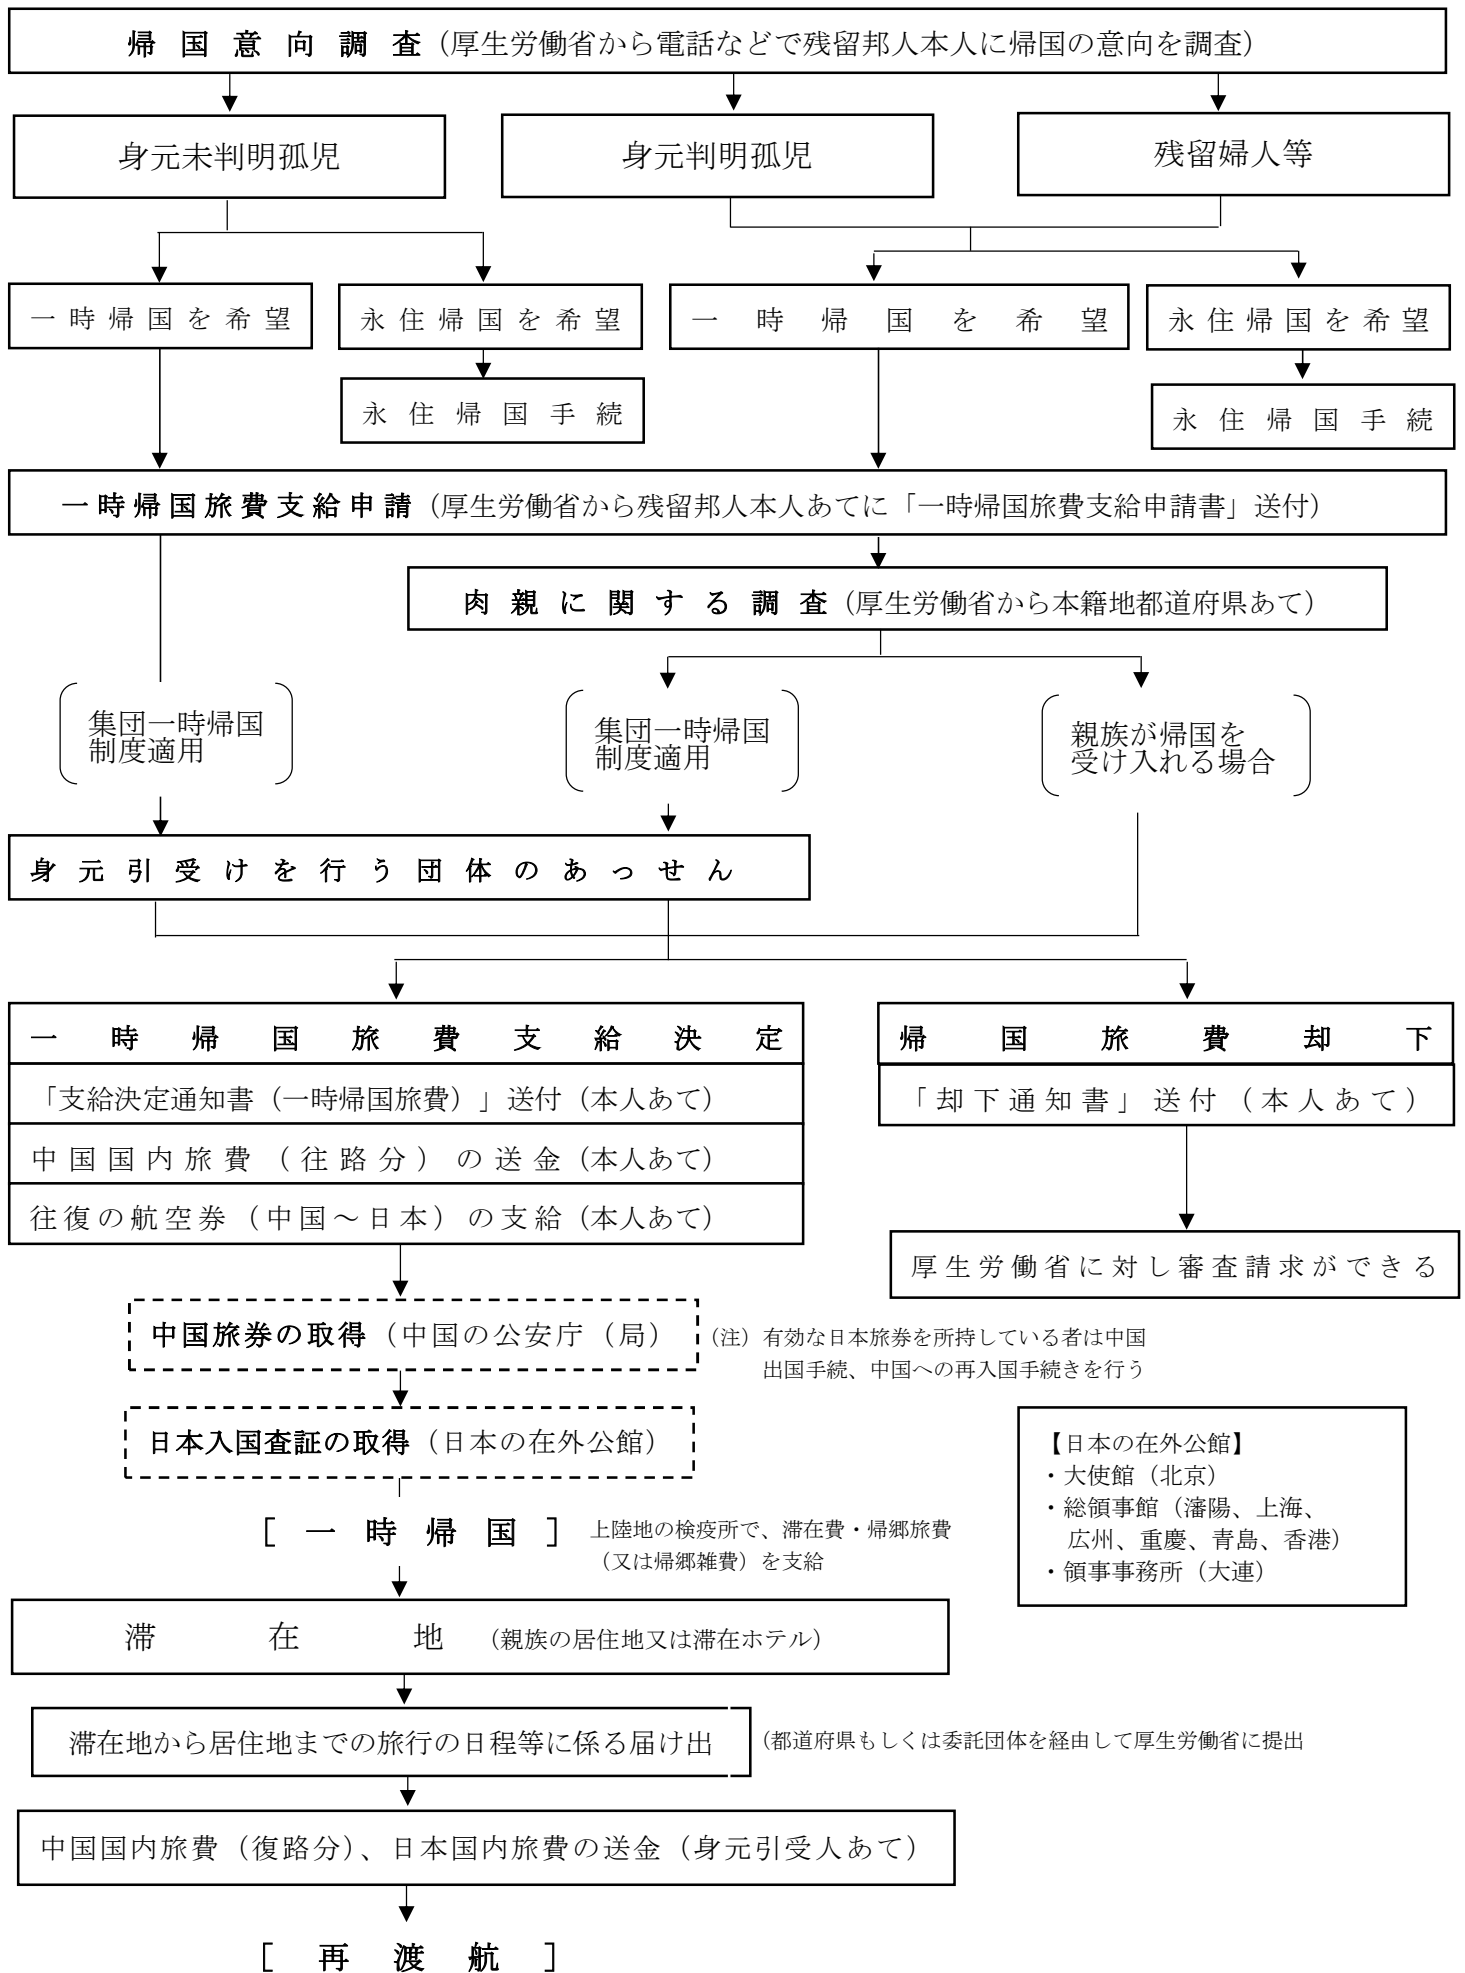 帰国意向調査（厚生労働省から電話などで残留邦人本人に帰国の意向を調査）
身元未判明孤児
身元判明孤児
残留婦人等
一時帰国を希望
永住帰国を希望
一時帰国を希望
永住帰国を希望
永住帰国手続
永住帰国手続
一時帰国旅費支給申請（厚生労働省から残留邦人本人あてに「一時帰国旅費支給申請書」送付）
肉親に関する調査（厚生労働省から本籍地都道府県あて）
集団一時帰国
制度適用
集団一時帰国
制度適用
親族が帰国を
受け入れる場合
身元引受けを行う団体のあっせん
一時帰国旅費支給決定
「支給決定通知書（一時帰国旅費）」送付（本人あて）
中国国内旅費（往路分）の送金（本人あて）
往復の航空券（中国～日本）の支給（本人あて）
帰国旅費却下
「却下通知書」送付（本人あて）
厚生労働省に対し審査請求ができる
中国旅券の取得（中国の公安庁（局）
（注）有効な日本旅券を所持している者は中国
出国手続、中国への再入国手続きを行う
日本入国査証の取得（日本の在外公館）
【日本の在外公館】
・大使館（北京）
・総領事館（瀋陽、上海、
広州、重慶、青島、香港）
・領事事務所（大連）
［一時帰国］
上陸地の検疫所で、滞在費・帰郷旅費
（又は帰郷雑費）を支給
滞在地（親族の居住地又は滞在ホテル）
滞在地から居住地までの旅行の日程等に係る届け出
（都道府県もしくは委託団体を経由して厚生労働省に提出
中国国内旅費（復路分）、日本国内旅費の送金（身元引受人あて）
［再渡航］